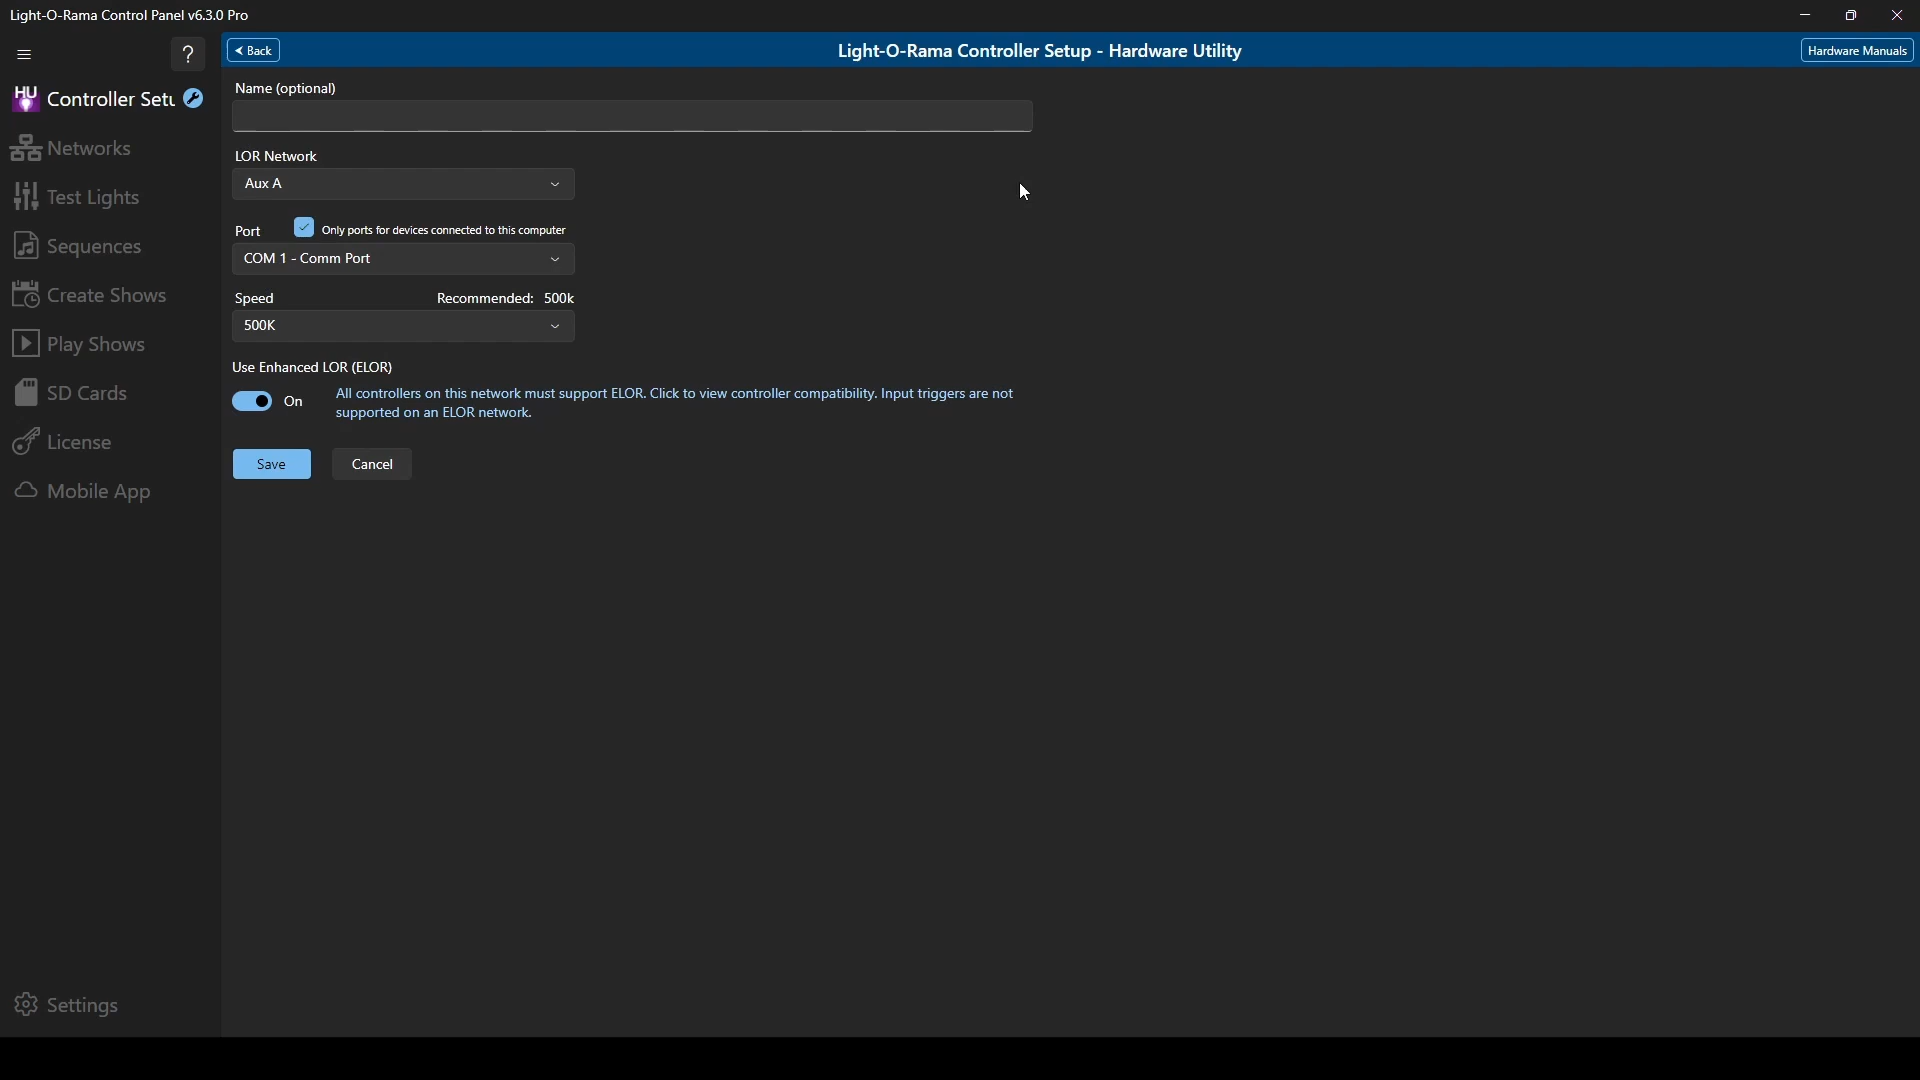 Light-O-Rama Control Panel v6.3.0 Pro
?
Back
Light-O-Rama Controller Setup - Hardware Utility
Hardware Manuals
HU
Controller Setu
Networks
Test Lights
Sequences
Create Shows
Play Shows
SD Cards
License
Mobile App
Settings
Name (optional)
LOR Network
Aux A
Port
Only ports for devices connected to this computer
COM 1 - Comm Port
Speed Recommended: 500k
500K
Use Enhanced LOR (ELOR)
On
All controllers on this network must support ELOR. Click to view controller compatibility. Input triggers are not
supported on an ELOR network.
Save
Cancel